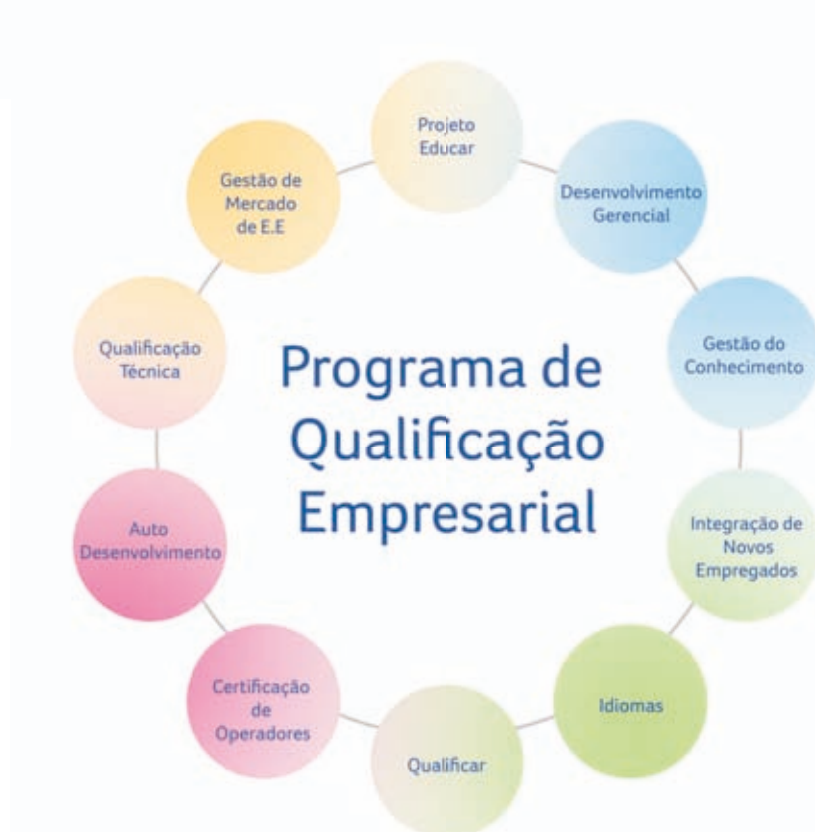 Projeto
Educar
Desenvolvimento
Gerencial
Gestão do
Conhecimento
Integração de
Novos
Empregados
Idiomas
Qualificar
Certificação
de
Operadores
Auto
Desenvolvimento
Qualificação
Técnica
Gestão de
Mercado
de E.E
Programa de
Qualificação
Empresarial